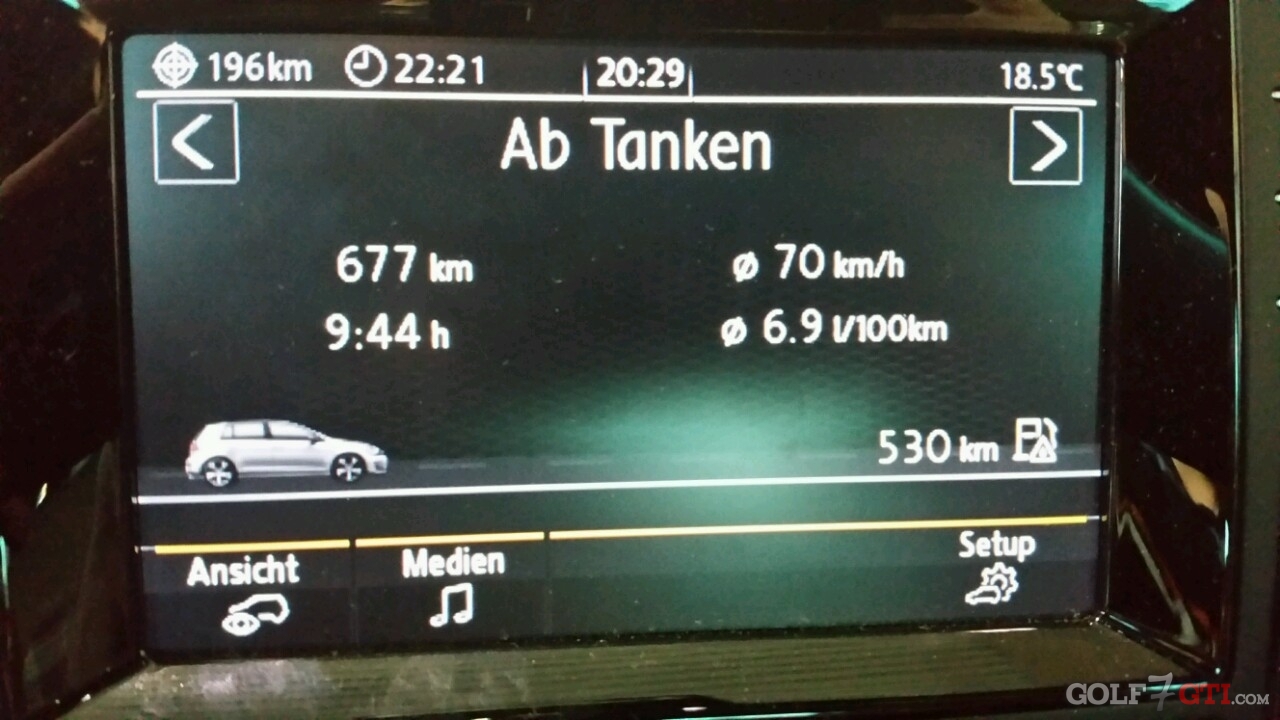 196km 22:21 20:29 18.5°C
Ab Tanken
677 km ø 70 km/h
9:44 h ø 6.9 l/100km
530 km
Ansicht Medien Setup
GOLF7GTI.COM